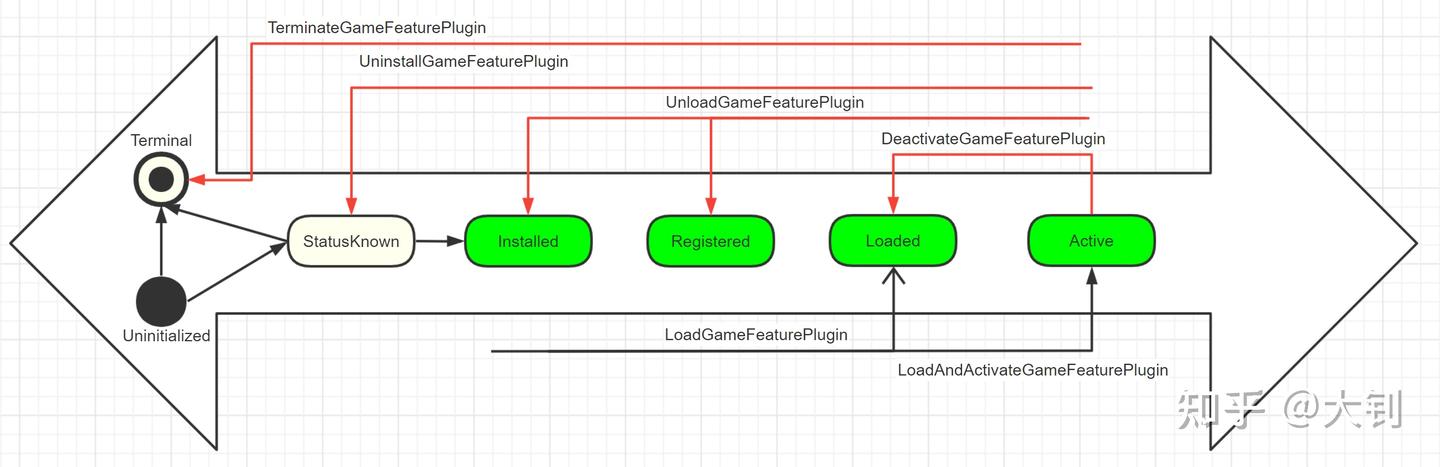 TerminateGameFeaturePlugin
UninstallGameFeaturePlugin
UnloadGameFeaturePlugin
DeactivateGameFeaturePlugin
Terminal
StatusKnown
Installed
Registered
Loaded
Active
Uninitialized
LoadGameFeaturePlugin
LoadAndActivateGameFeaturePlugin
知乎 @大钊